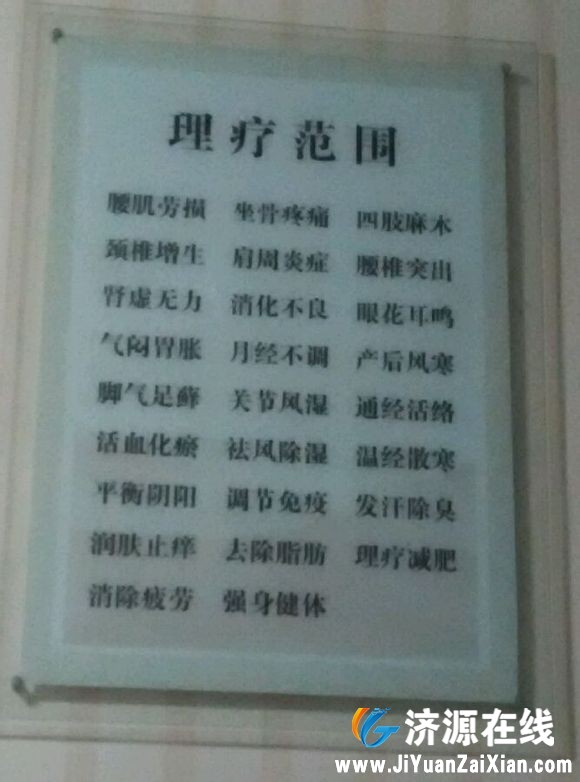 理疗范围
腰肌劳损 坐骨疼痛 四肢麻木
颈椎增生 肩周炎症 腰椎突出
肾虚无力 消化不良 眼花耳鸣
气闷胃胀 月经不调 产后风寒
脚气足藓 关节风湿 通经活络
活血化瘀 祛风除湿 温经散寒
平衡阴阳 调节免疫 发汗除臭
润肤止痒 去除脂肪 理疗减肥
消除疲劳 强身健体
济源在线
www.JiYuanZaiXian.com